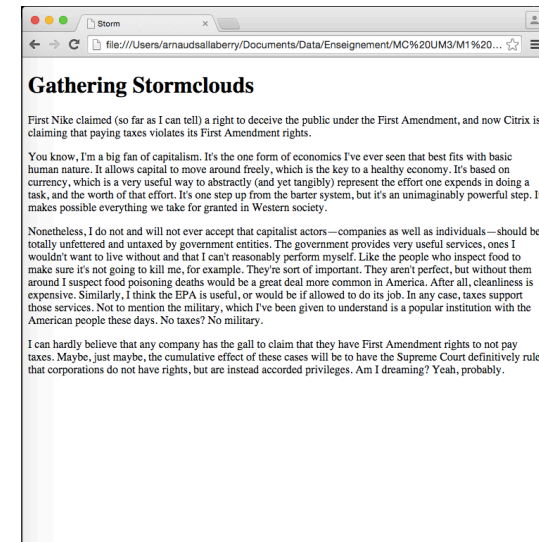 Storm
file:///Users/arnaudsallaberry/Documents/Data/Enseignement/MC%20UM3/M1%20...
Gathering Stormclouds
First Nike claimed (so far as I can tell) a right to deceive the public under the First Amendment, and now Citrix is
claiming that paying taxes violates its First Amendment rights.
You know, I'm a big fan of capitalism. It's the one form of economics I've ever seen that best fits with basic
human nature. It allows capital to move around freely, which is the key to a healthy economy. It's based on
currency, which is a very useful way to abstractly (and yet tangibly) represent the effort one expends in doing a
task, and the worth of that effort. It's one step up from the barter system, but it's an unimaginably powerful step. It
makes possible everything we take for granted in Western society.
Nonetheless, I do not and will not ever accept that capitalist actors—companies as well as individuals—should be
totally unfettered and untaxed by government entities. The government provides very useful services, ones I
wouldn't want to live without and that I can't reasonably perform myself. Like the people who inspect food to
make sure it's not going to kill me, for example. They're sort of important. They aren't perfect, but without them
around I suspect food poisoning deaths would be a great deal more common in America. After all, cleanliness is
expensive. Similarly, I think the EPA is useful, or would be if allowed to do its job. In any case, taxes support
those services. Not to mention the military, which I've been given to understand is a popular institution with the
American people these days. No taxes? No military.
I can hardly believe that any company has the gall to claim that they have First Amendment rights to not pay
taxes. Maybe, just maybe, the cumulative effect of these cases will be to have the Supreme Court definitively rule
that corporations do not have rights, but are instead accorded privileges. Am I dreaming? Yeah, probably.